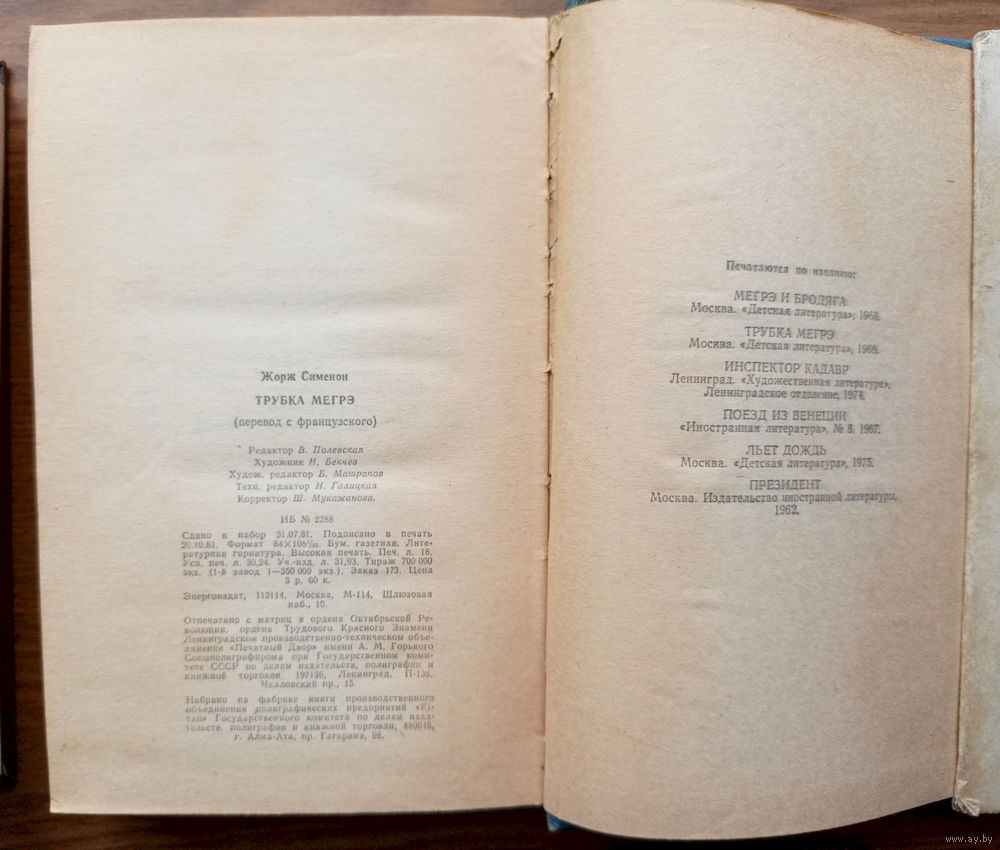 Жорж Сименон
ТРУБКА МЕГРЭ
(перевод с французского)
Редактор В. Полевская
Художник Н. Бекчев
Худож. редактор Б. Машрапов
Техн. редактор Н. Галицкая
Корректор Ш. Мукажанова.
ИБ № 2288
Сдано в набор 31.07.81. Подписано в печать
20.10.81. Формат 84×108¹/₃₂. Бум. газетная. Лите-
ратурная гарнитура. Высокая печать. Печ. л. 18.
Усл. печ. л. 30,24. Уч.-изд. л. 31,93. Тираж 700 000
экз. (1-й завод 1—350 000 экз.). Заказ 173. Цена
3 р. 60 к.
Энергоиздат, 113114, Москва, М-114, Шлюзовая
наб., 10.
Отпечатано с матриц в ордена Октябрьской Ре-
волюции, ордена Трудового Красного Знамени
Ленинградском производственно-техническом объе-
динении «Печатный Двор» имени А. М. Горького
Союзполиграфпрома при Государственном коми-
тете СССР по делам издательств, полиграфии и
книжной торговли. 197136, Ленинград, П-136,
Чкаловский пр., 15.
Набрано на фабрике книги производственного
объединения полиграфических предприятий «Кі-
тап» Государственного комитета по делам изда-
тельств, полиграфии и книжной торговли, 480016,
г. Алма-Ата, пр. Гагарина, 93.
Печатаются по изданию:
МЕГРЭ И БРОДЯГА
Москва. «Детская литература», 1968.
ТРУБКА МЕГРЭ
Москва. «Детская литература», 1968.
ИНСПЕКТОР КАДАВР
Ленинград. «Художественная литература»,
Ленинградское отделение, 1974.
ПОЕЗД ИЗ ВЕНЕЦИИ
«Иностранная литература», № 8. 1967.
ЛЬЕТ ДОЖДЬ
Москва. «Детская литература», 1975.
ПРЕЗИДЕНТ
Москва. Издательство иностранной литературы,
1962.
www.ay.by